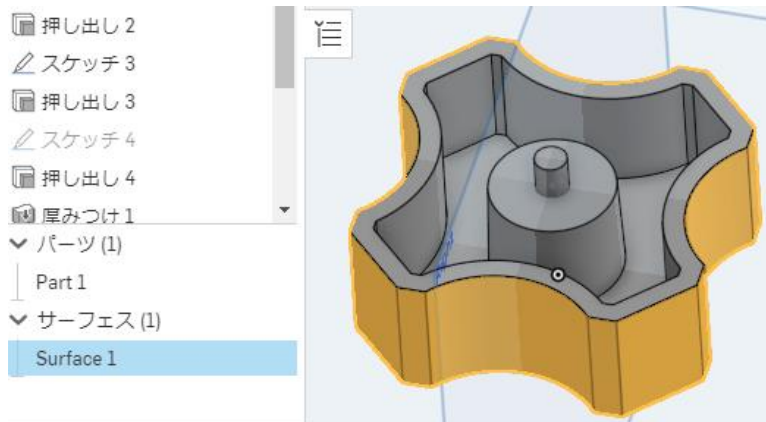 押し出し 2
スケッチ 3
押し出し 3
スケッチ 4
押し出し 4
厚みつけ 1
パーツ (1)
Part 1
サーフェス (1)
Surface 1